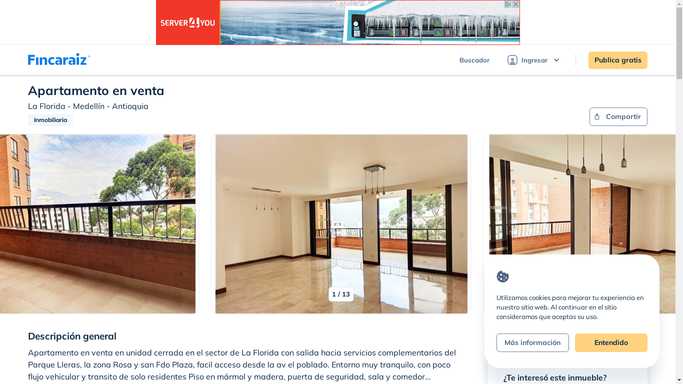 SERVER4YOU
Fincaraiz
Buscador
Ingresar
Publica gratis
Apartamento en venta
La Florida - Medellín - Antioquia
Inmobiliaria
Compartir
1 / 13
Utilizamos cookies para mejorar tu experiencia en
nuestro sitio web. Al continuar en el sitio
consideramos que aceptas su uso.
Más información
Entendido
Descripción general
Apartamento en venta en unidad cerrada en el sector de La Florida con salida hacia servicios complementarios del
Parque Lleras, la zona Rosa y san Fdo Plaza, facil acceso desde la av el poblado. Entorno muy tranquilo, con poco
flujo vehicular y transito de solo residentes Piso en mármol y madera, puerta de seguridad, sala y comedor...
¿Te interesó este inmueble?